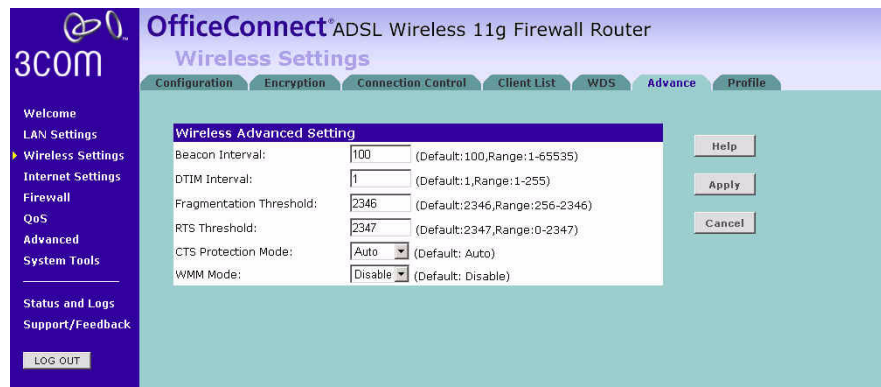 3COM
OfficeConnect® ADSL Wireless 11g Firewall Router
Wireless Settings
Configuration Encryption Connection Control Client List WDS Advance Profile
Welcome
LAN Settings
Wireless Settings
Internet Settings
Firewall
QoS
Advanced
System Tools
Status and Logs
Support/Feedback
LOG OUT
Wireless Advanced Setting
Beacon Interval: 100 (Default:100,Range:1-65535)
DTIM Interval: 1 (Default:1,Range:1-255)
Fragmentation Threshold: 2346 (Default:2346,Range:256-2346)
RTS Threshold: 2347 (Default:2347,Range:0-2347)
CTS Protection Mode: Auto (Default: Auto)
WMM Mode: Disable (Default: Disable)
Help
Apply
Cancel